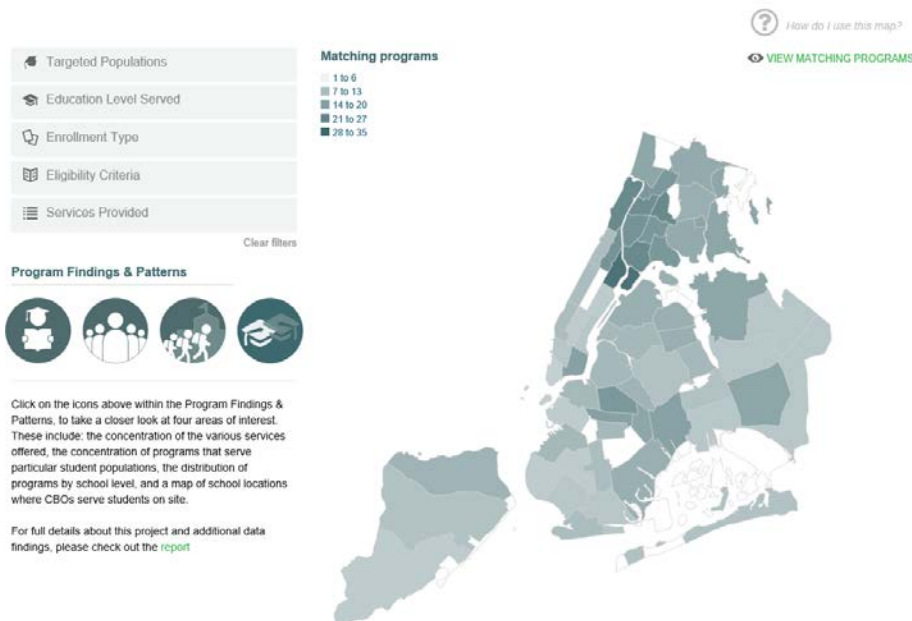 How do I use this map?
VIEW MATCHING PROGRAMS
Targeted Populations
Education Level Served
Enrollment Type
Eligibility Criteria
Services Provided
Clear filters
Matching programs
1 to 6
7 to 13
14 to 20
21 to 27
28 to 35
Program Findings & Patterns
Click on the icons above within the Program Findings &
Patterns, to take a closer look at four areas of interest.
These include: the concentration of the various services
offered, the concentration of programs that serve
particular student populations, the distribution of
programs by school level, and a map of school locations
where CBOs serve students on site.
For full details about this project and additional data
findings, please check out the report